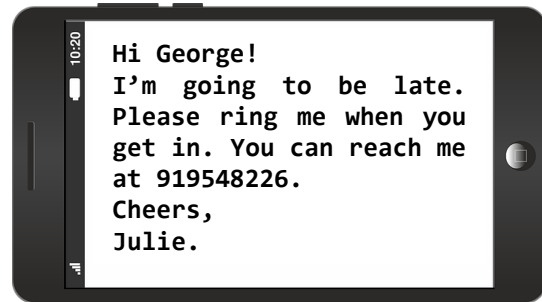 10:20
Hi George!
I’m going to be late.
Please ring me when you
get in. You can reach me
at 919548226.
Cheers,
Julie.